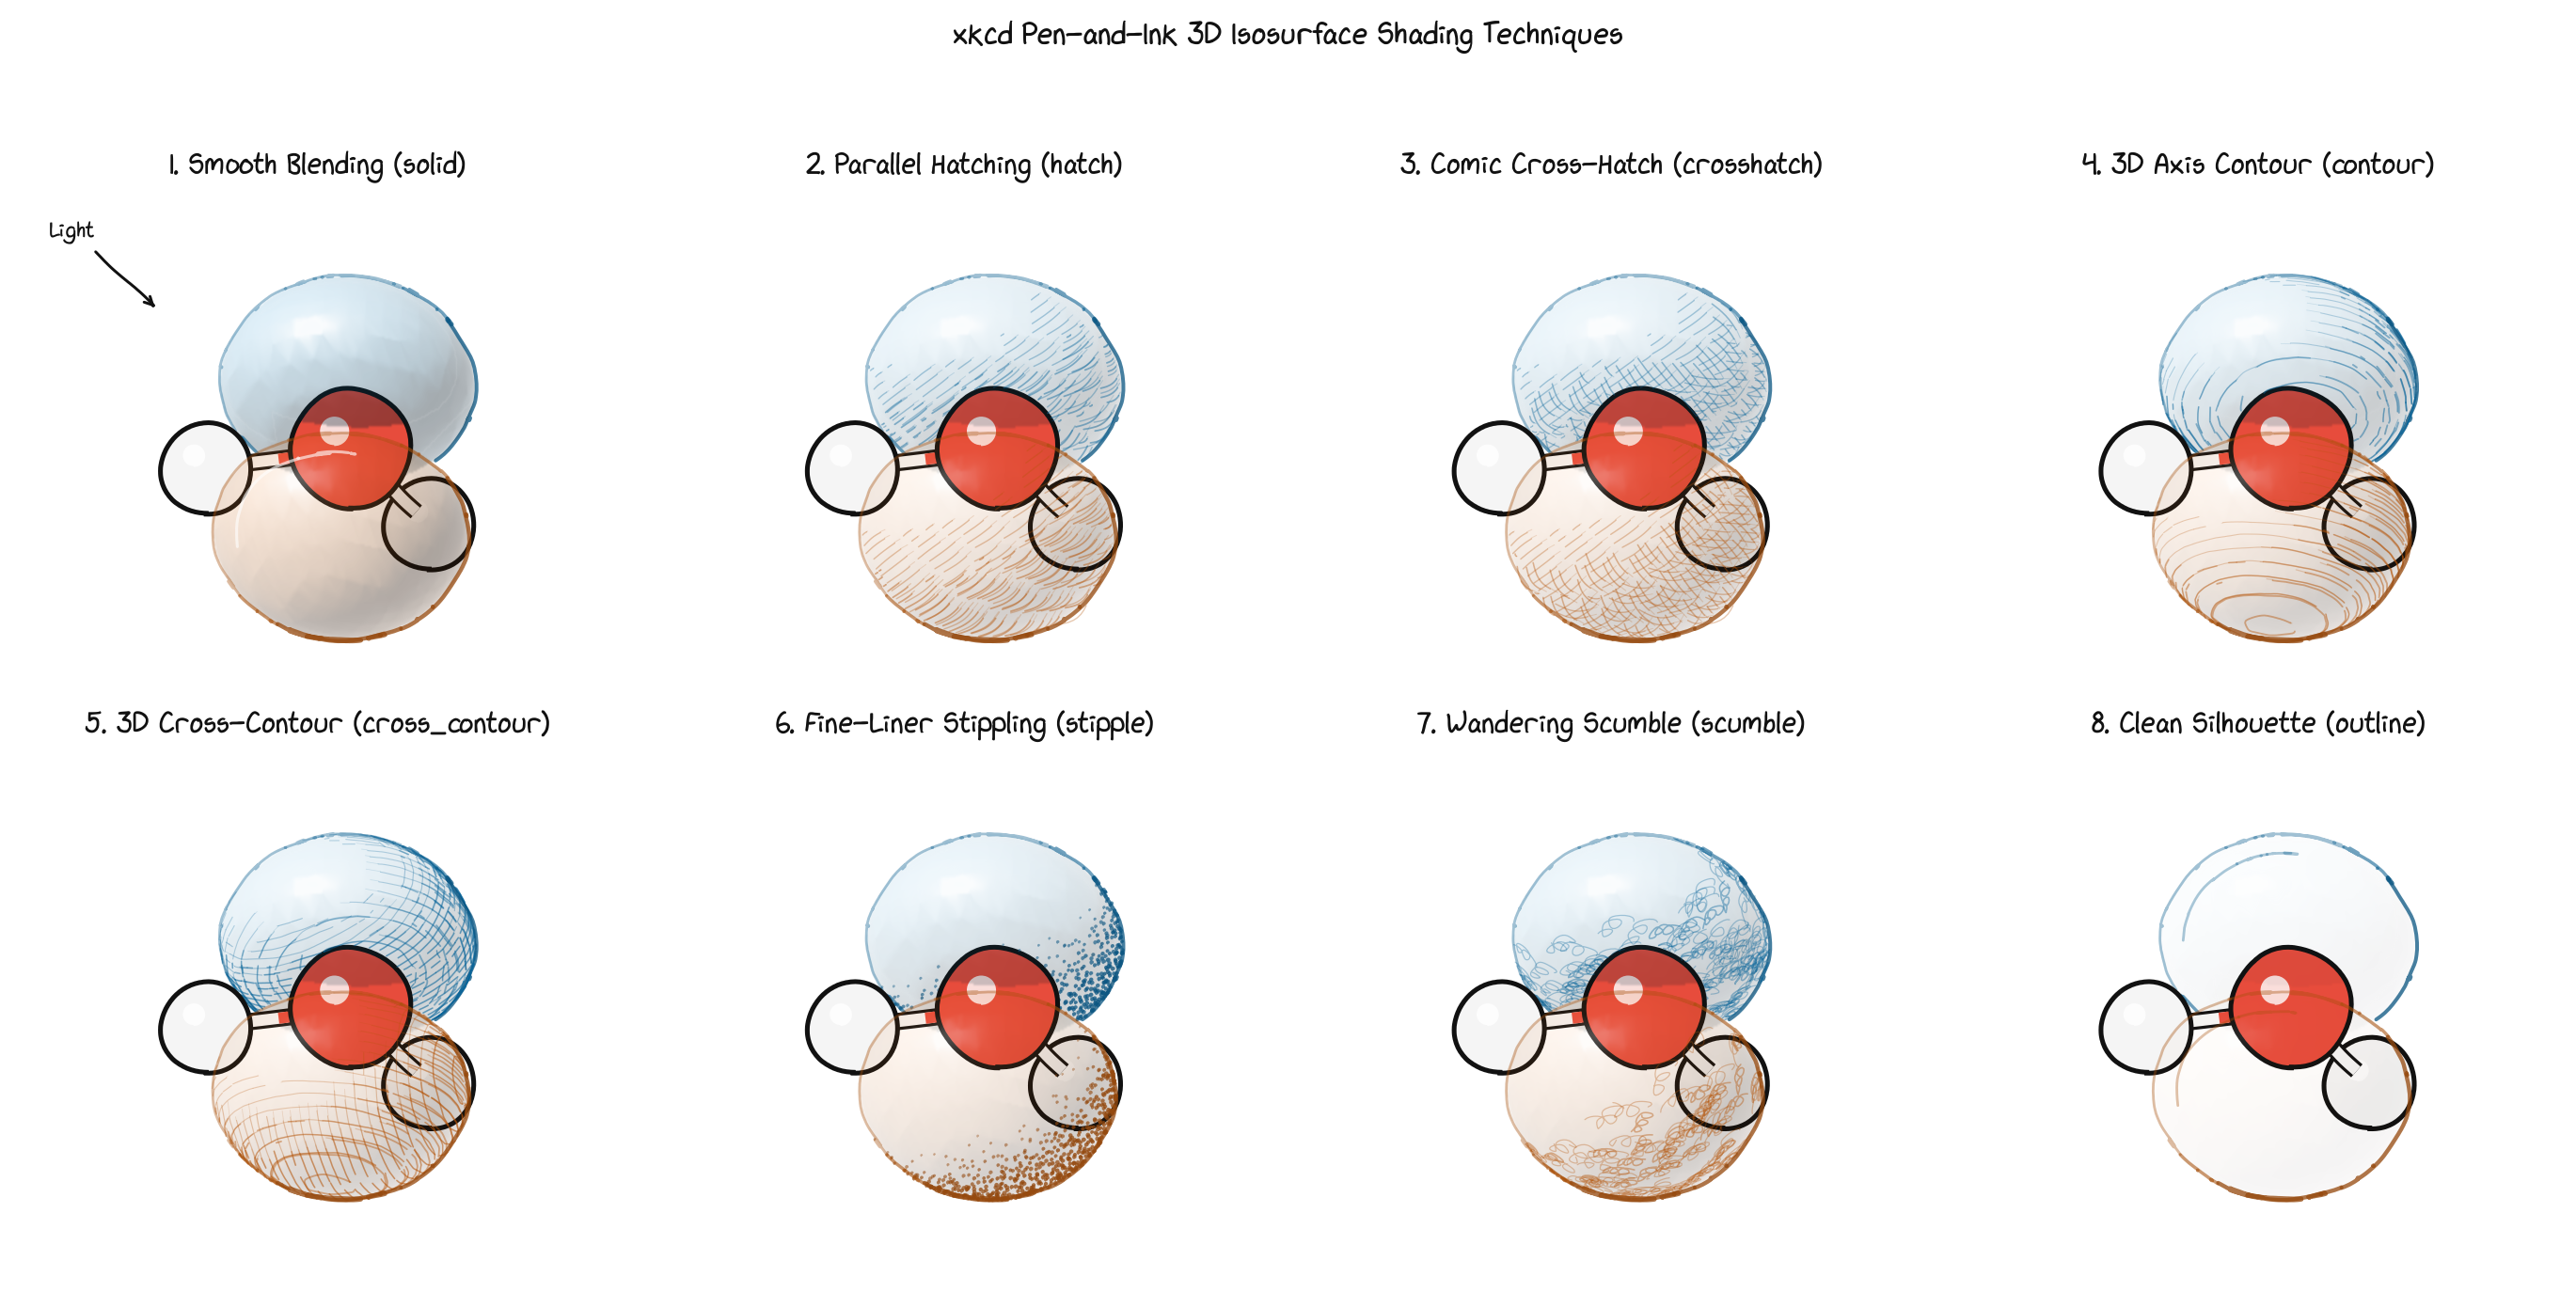 xkcd Pen-and-Ink 3D Isosurface Shading Techniques
1. Smooth Blending (solid)
2. Parallel Hatching (hatch)
3. Comic Cross-Hatch (crosshatch)
4. 3D Axis Contour (contour)
Light
5. 3D Cross-Contour (cross_contour)
6. Fine-Liner Stippling (stipple)
7. Wandering Scumble (scumble)
8. Clean Silhouette (outline)